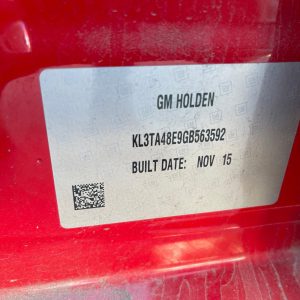 GM HOLDEN
KL3TA48E9GB563592
BUILT DATE: NOV 15